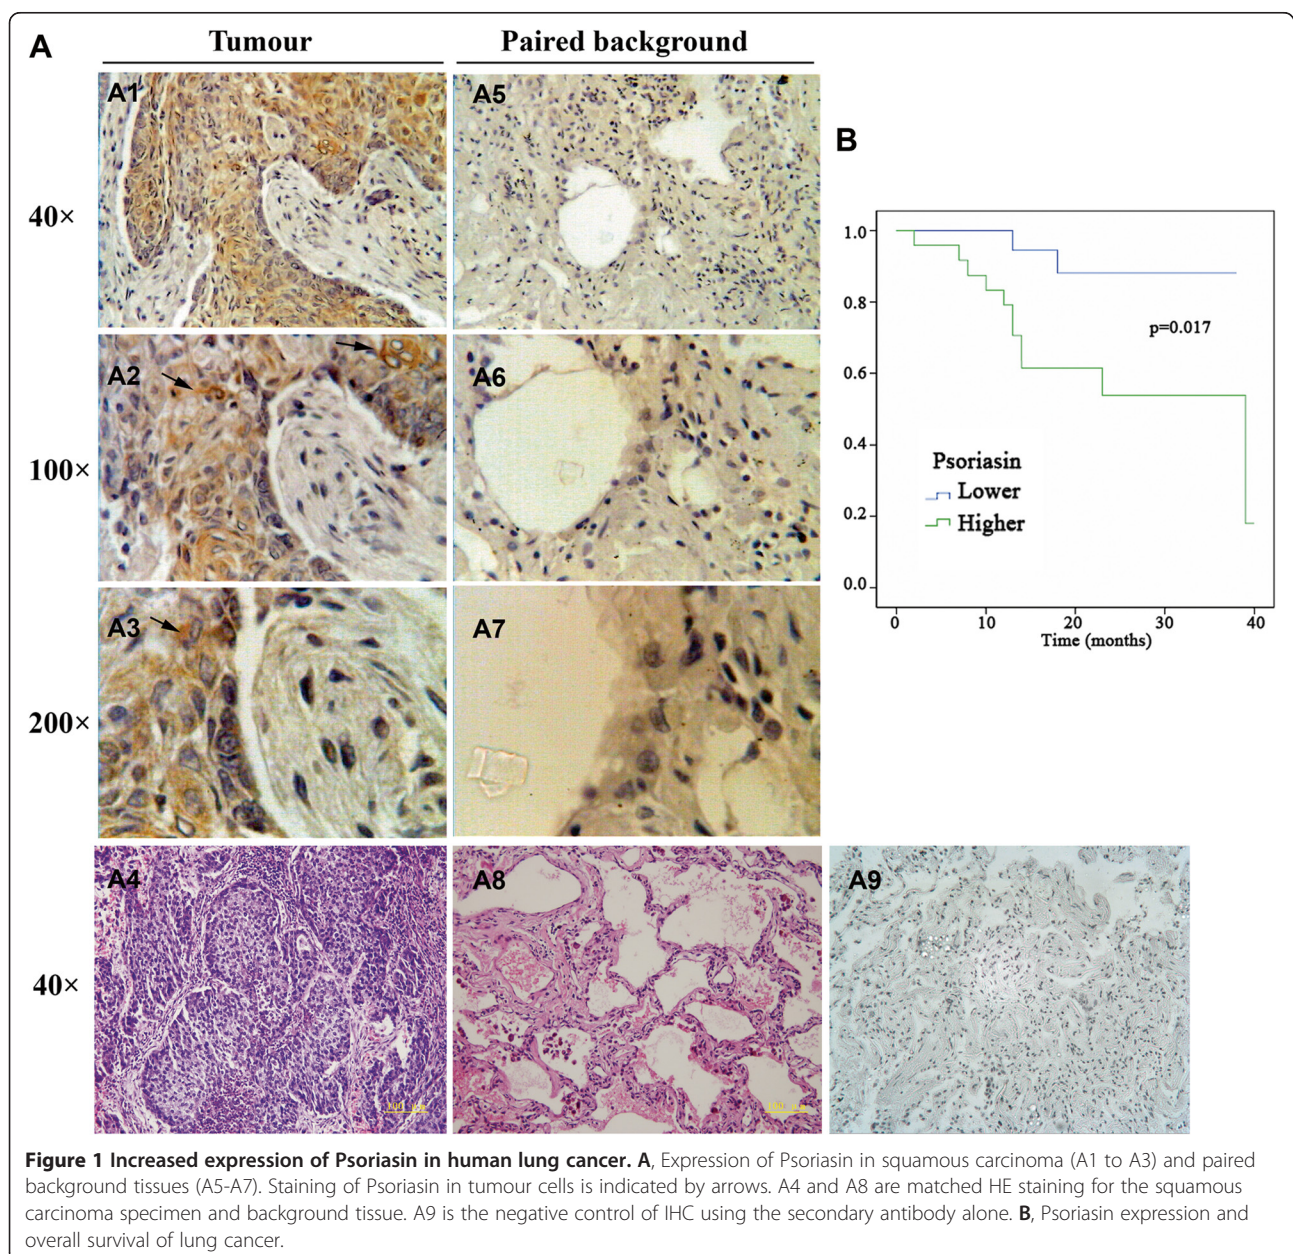 A
Tumour
Paired background
A1
A5
40×
A2
A6
100×
A3
A7
200×
A4
A8
A9
40×
100 µm
100 µm
B
1.0
0.8
0.6
0.4
0.2
0.0
p=0.017
Psoriasin
Lower
Higher
0
10
20
30
40
Time (months)
Figure 1 Increased expression of Psoriasin in human lung cancer. A, Expression of Psoriasin in squamous carcinoma (A1 to A3) and paired
background tissues (A5-A7). Staining of Psoriasin in tumour cells is indicated by arrows. A4 and A8 are matched HE staining for the squamous
carcinoma specimen and background tissue. A9 is the negative control of IHC using the secondary antibody alone. B, Psoriasin expression and
overall survival of lung cancer.